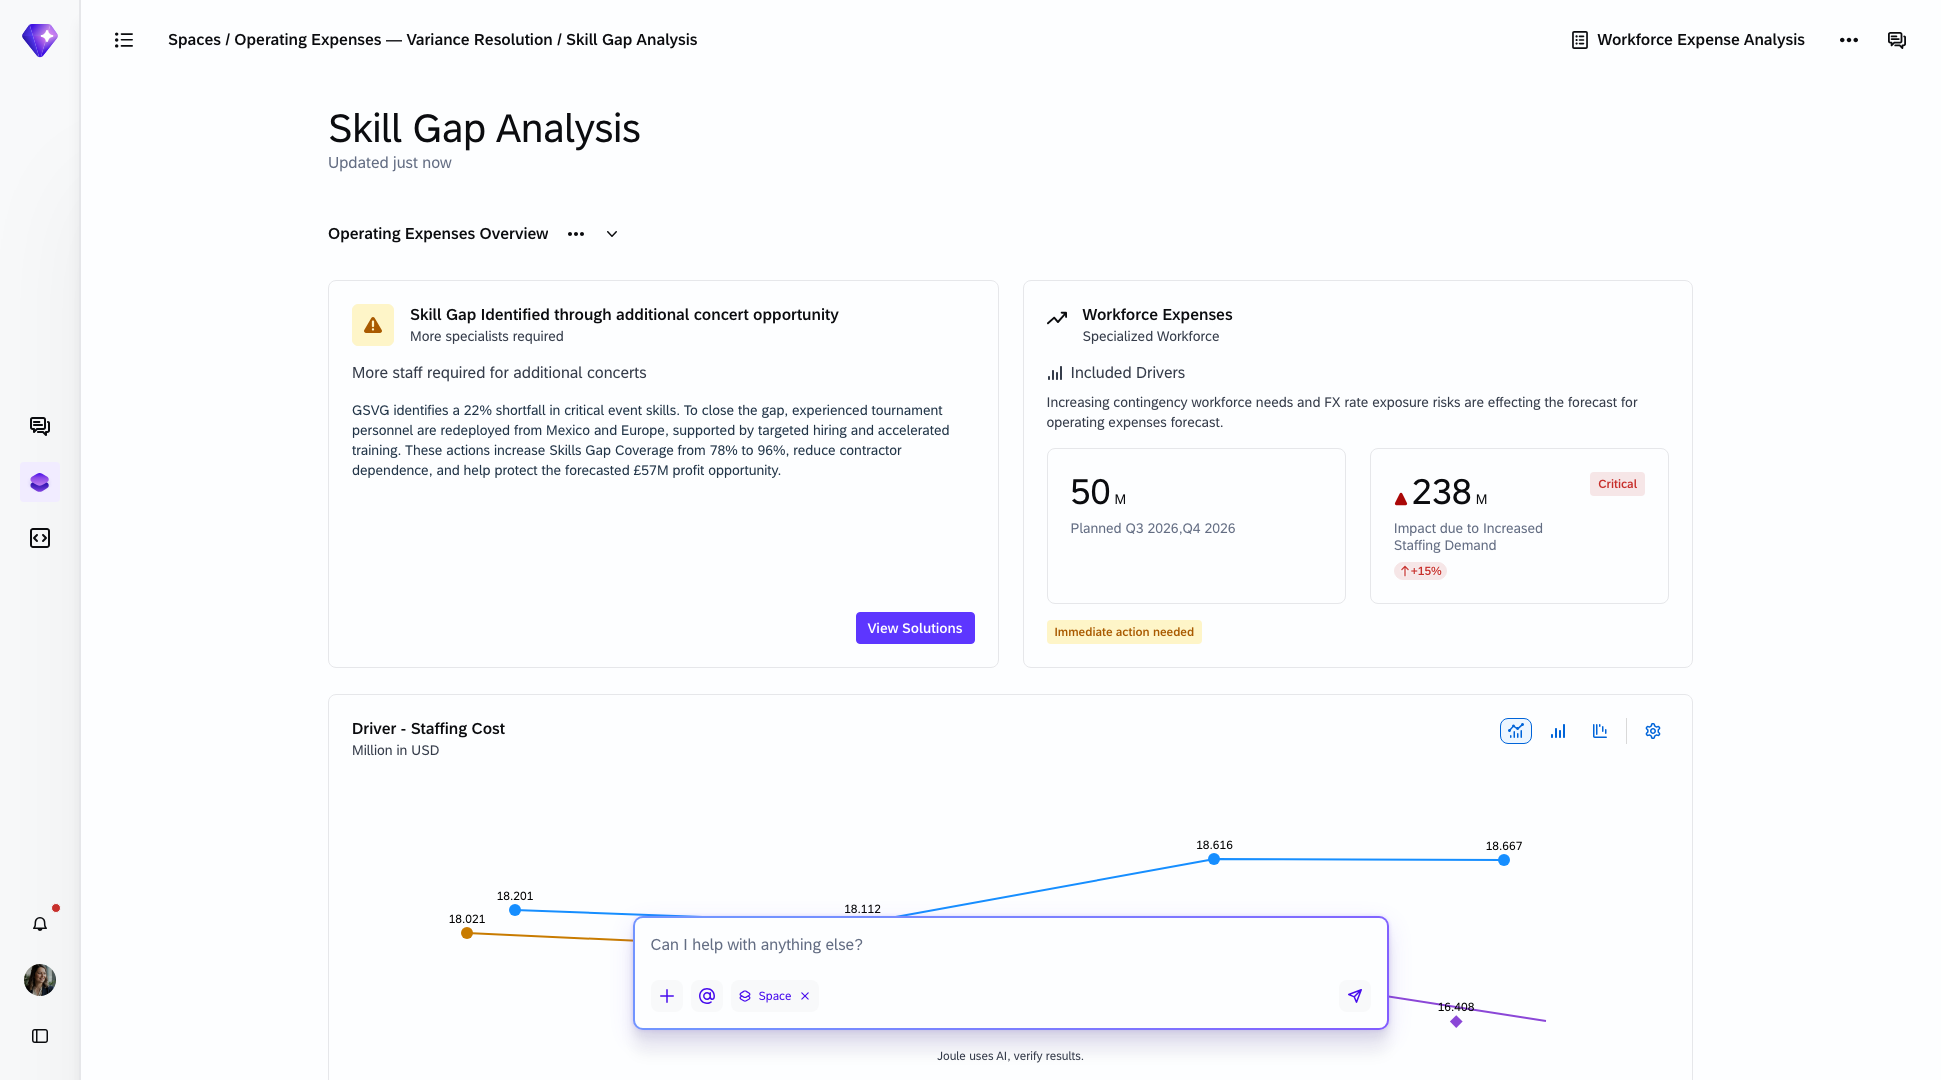 Spaces / Operating Expenses — Variance Resolution / Skill Gap Analysis
Workforce Expense Analysis
Skill Gap Analysis
Updated just now
Operating Expenses Overview
Skill Gap Identified through additional concert opportunity
More specialists required
More staff required for additional concerts
GSVG identifies a 22% shortfall in critical event skills. To close the gap, experienced tournament
personnel are redeployed from Mexico and Europe, supported by targeted hiring and accelerated
training. These actions increase Skills Gap Coverage from 78% to 96%, reduce contractor
dependence, and help protect the forecasted £57M profit opportunity.
View Solutions
Workforce Expenses
Specialized Workforce
Included Drivers
Increasing contingency workforce needs and FX rate exposure risks are effecting the forecast for
operating expenses forecast.
50 M
Planned Q3 2026,Q4 2026
238 M
Critical
Impact due to Increased
Staffing Demand
↑+15%
Immediate action needed
Driver - Staffing Cost
Million in USD
18.616
18.667
18.201
18.112
18.021
16.408
Can I help with anything else?
Space
Joule uses AI, verify results.